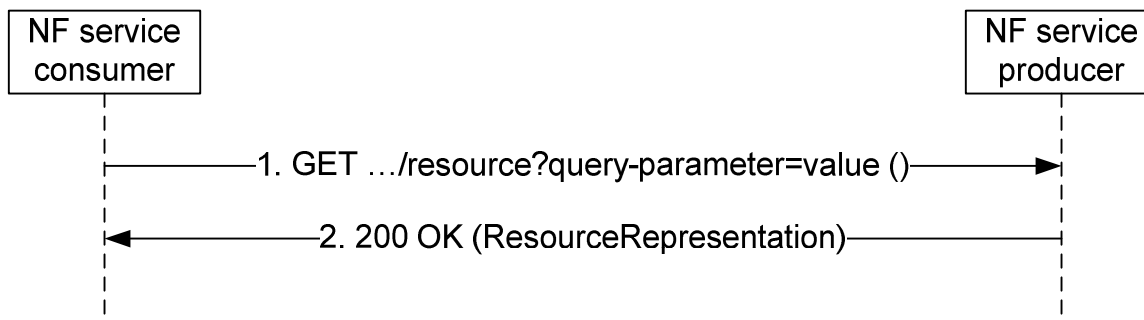 NF service
consumer
NF service
producer
1. GET …/resource?query-parameter=value ()
2. 200 OK (ResourceRepresentation)